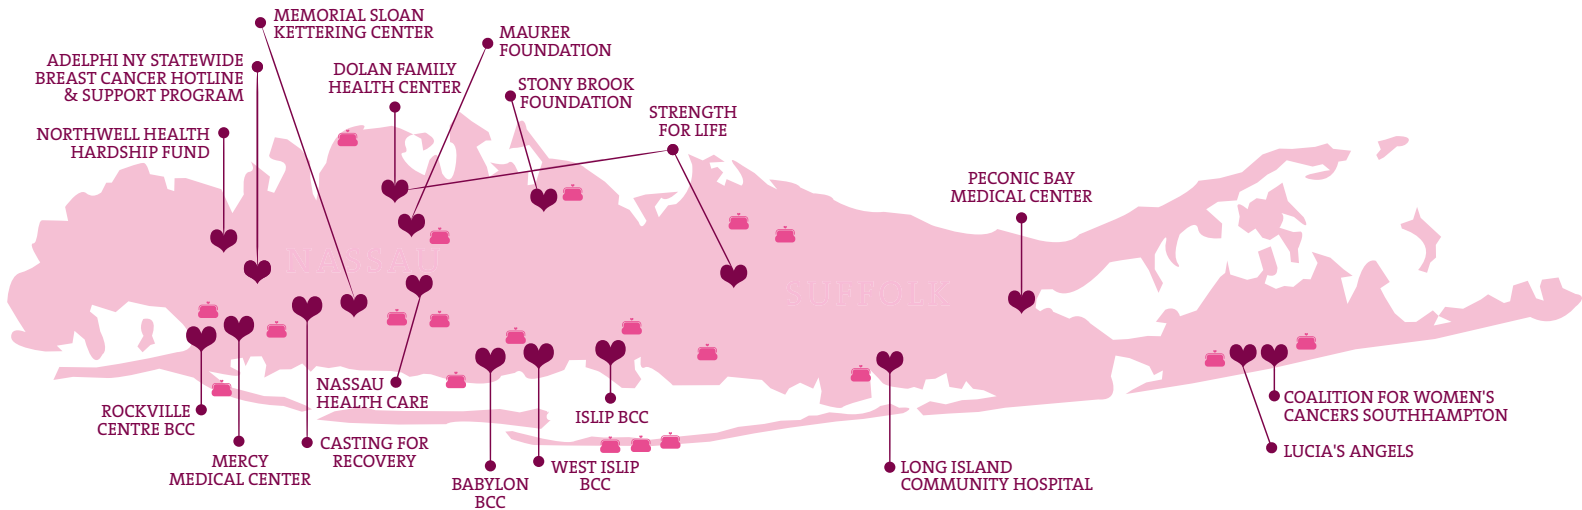 MEMORIAL SLOAN
KETTERING CENTER
MAURER
FOUNDATION
ADELPHI NY STATEWIDE
BREAST CANCER HOTLINE
& SUPPORT PROGRAM
DOLAN FAMILY
HEALTH CENTER
STONY BROOK
FOUNDATION
STRENGTH
FOR LIFE
NORTHWELL HEALTH
HARDSHIP FUND
PECONIC BAY
MEDICAL CENTER
NASSAU
SUFFOLK
NASSAU
HEALTH CARE
ROCKVILLE
CENTRE BCC
ISLIP BCC
COALITION FOR WOMEN'S
CANCERS SOUTHHAMPTON
CASTING FOR
RECOVERY
LUCIA'S ANGELS
MERCY
MEDICAL CENTER
WEST ISLIP
BCC
BABYLON
BCC
LONG ISLAND
COMMUNITY HOSPITAL